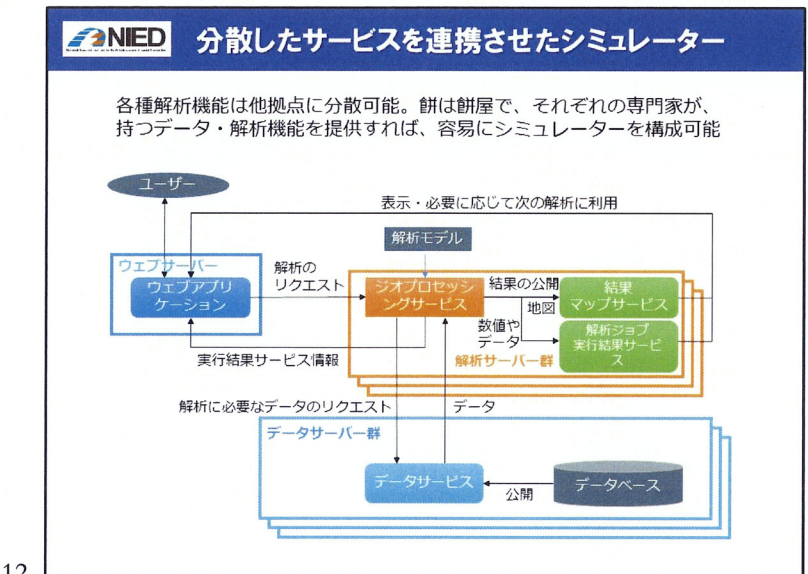 NIED 分散したサービスを連携させたシミュレーター
各種解析機能は他拠点に分散可能。餅は餅屋で、それぞれの専門家が、
持つデータ・解析機能を提供すれば、容易にシミュレーターを構成可能
ユーザー
表示・必要に応じて次の解析に利用
解析モデル
ウェブサーバー
ウェブアプリ
ケーション
解析の
リクエスト
ジオプロセッシ
ングサービス
結果の公開
地図
結果
マップサービス
数値や
データ
解析ジョブ
実行結果サービ
ス
解析サーバー群
実行結果サービス情報
解析に必要なデータのリクエスト
データ
データサーバー群
データサービス
公開
データベース
12